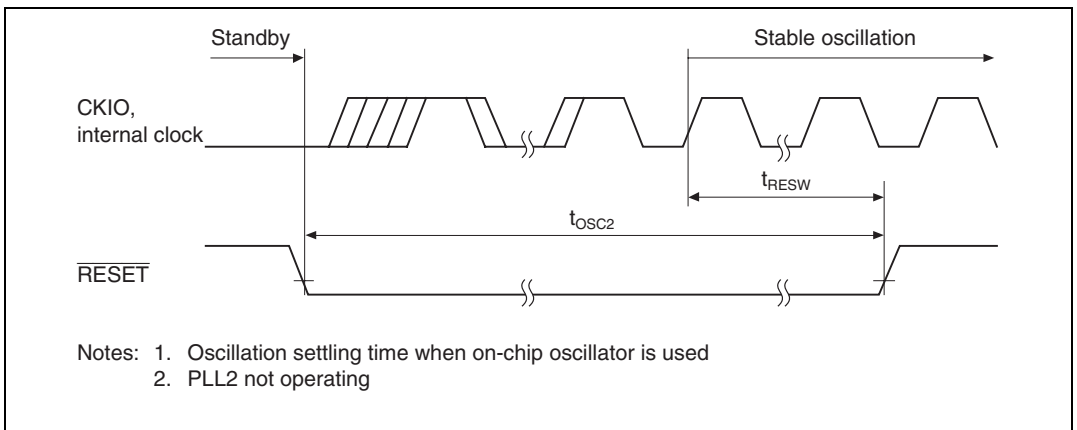 Standby
Stable oscillation
CKIO,
internal clock
tRESW
tOSC2
RESET
Notes: 1. Oscillation settling time when on-chip oscillator is used
2. PLL2 not operating